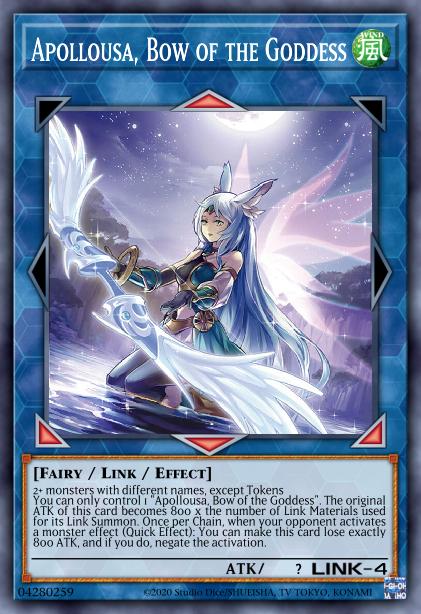 APOLLOUSA, BOW OF THE GODDESS
WIND
風
[FAIRY / LINK / EFFECT]
2+ monsters with different names, except Tokens
You can only control 1 "Apollousa, Bow of the Goddess". The original
ATK of this card becomes 800 x the number of Link Materials used
for its Link Summon. Once per Chain, when your opponent activates
a monster effect (Quick Effect): You can make this card lose exactly
800 ATK, and if you do, negate the activation.
ATK/ ? LINK-4
04280259
©2020 Studio Dice/SHUEISHA, TV TOKYO, KONAMI